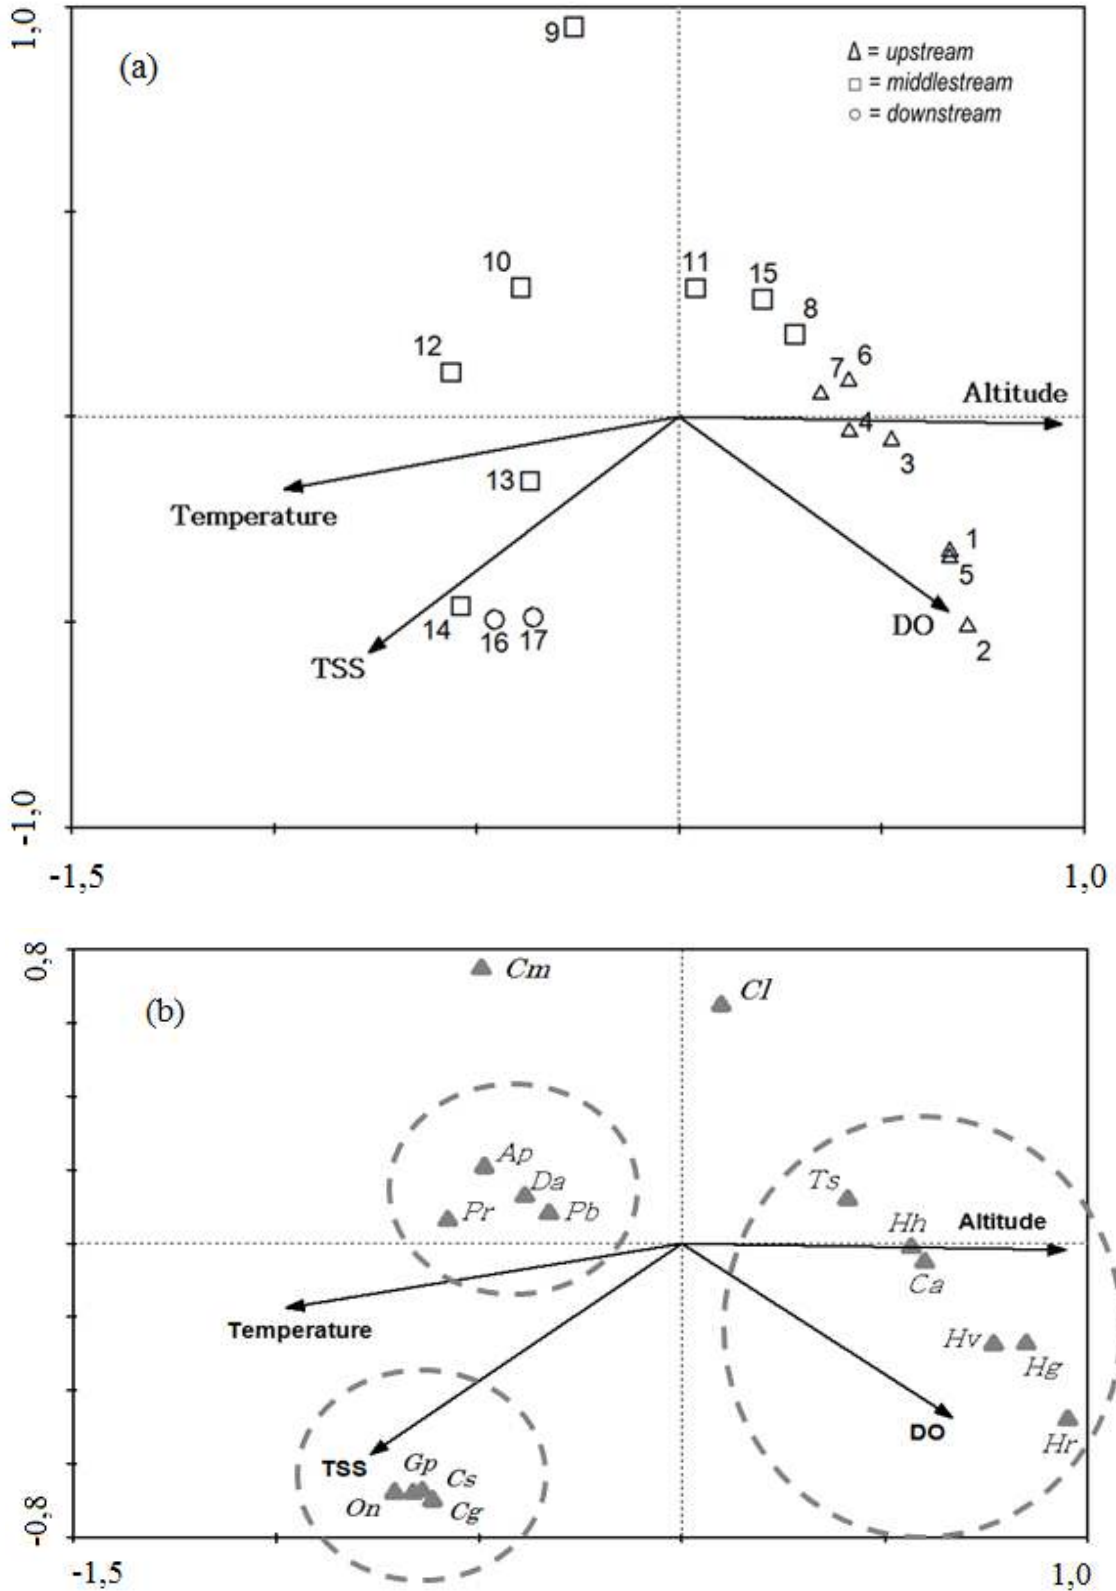 1,0
9
(a)
Δ = upstream
□ = middlestream
○ = downstream
10
11
15
8
12
7
6
Altitude
4
3
13
Temperature
1
5
DO
2
14
16
17
TSS
-1,0
-1,5
1,0
0,8
Cm
Cl
(b)
Ap
Da
Pr
Pb
Ts
Hh
Altitude
Ca
Temperature
Hv
Hg
DO
Hr
TSS
Gp
Cs
On
Cg
-0,8
-1,5
1,0